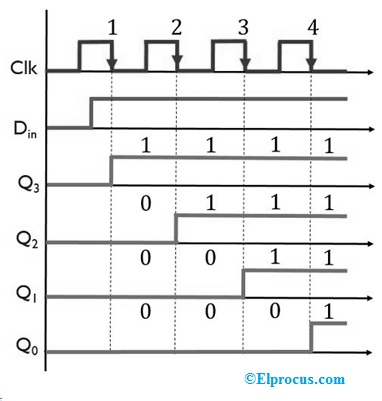 1 2 3 4
Clk
Din
1 1 1 1
Q3
0 1 1 1
Q2
0 0 1 1
Q1
0 0 0 1
Q0
©Elprocus.com